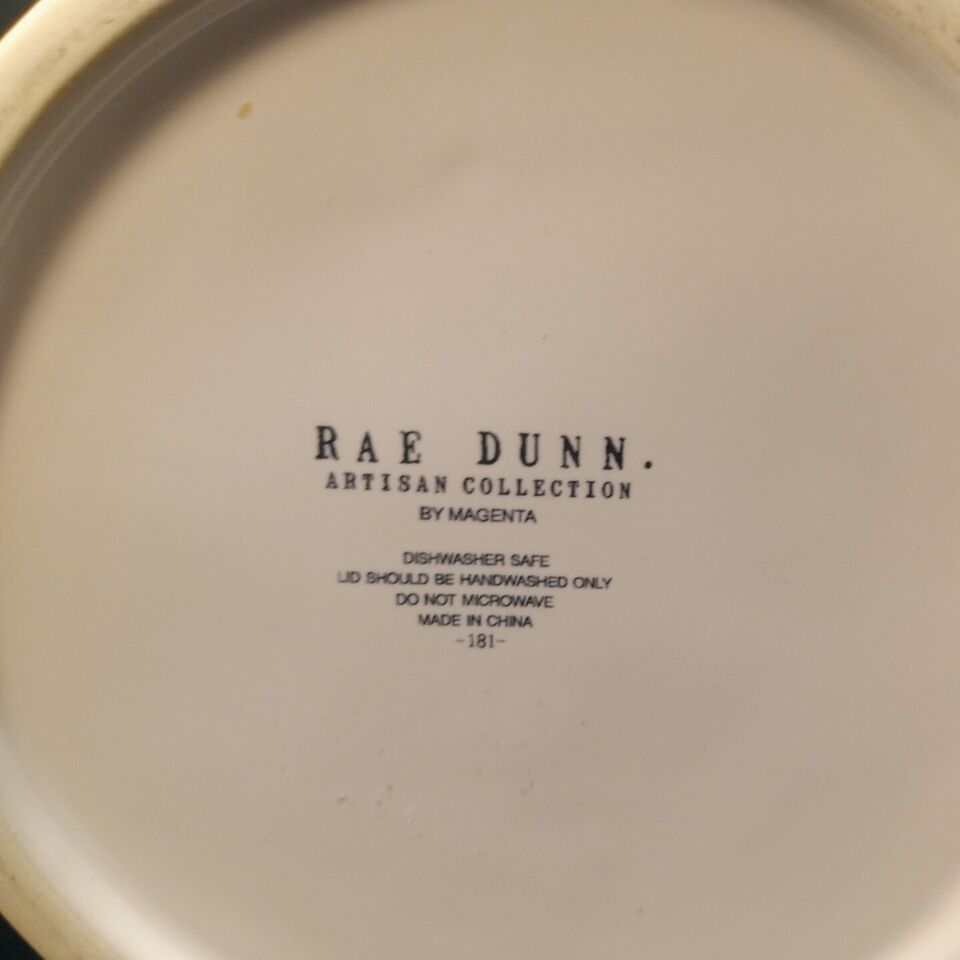 RAE DUNN.
ARTISAN COLLECTION
BY MAGENTA
DISHWASHER SAFE
LID SHOULD BE HANDWASHED ONLY
DO NOT MICROWAVE
MADE IN CHINA
-181-